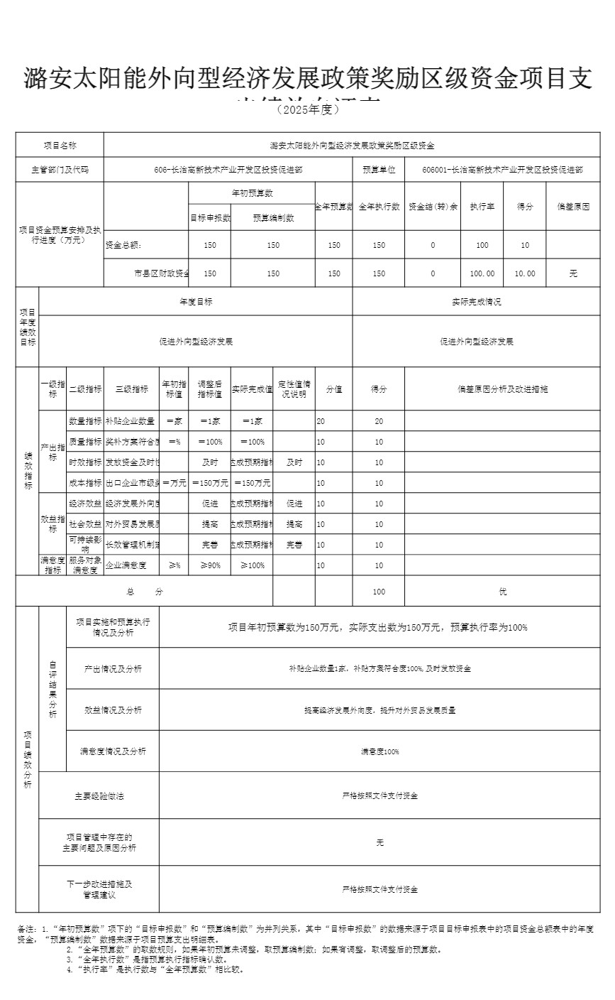 潞安太阳能外向型经济发展政策奖励区级资金项目支
（2025年度）
项目名称 潞安太阳能外向型经济发展政策奖励区级资金
主管部门及代码 606-长治高新技术产业开发区投资促进部 预算单位 606001-长治高新技术产业开发区投资促进部
项目资金预算安排及执行进度（万元） 年初预算数 全年预算数 全年执行数 资金结(转)余 执行率 得分 偏差原因
目标申报数 预算编制数
资金总额： 150 150 150 150 0 100 10
市县区财政资金 150 150 150 150 0 100.00 10.00 无
项目年度绩效目标 年度目标 实际完成情况
促进外向型经济发展 促进外向型经济发展
绩效指标 一级指标 二级指标 三级指标 年初指标值 调整后指标值 实际完成值 定性值情况说明 分值 得分 偏差原因分析及改进措施
产出指标 数量指标 补贴企业数量 ＝家 ＝1家 ＝1家 20 20
质量指标 奖补方案符合度 ＝% ＝100% ＝100% 10 10
时效指标 发放资金及时性 及时 达成预期指标 及时 10 10
成本指标 出口企业市级奖 ＝万元 ＝150万元 ＝150万元 10 10
效益指标 经济效益 经济发展外向度 促进 达成预期指标 促进 10 10
社会效益 对外贸易发展质 提高 达成预期指标 提高 10 10
可持续影响 长效管理机制建 完善 达成预期指标 完善 10 10
满意度指标 服务对象满意度 企业满意度 ≥% ≥90% ≥100% 10 10
总 分 100 优
项目绩效分析 自评结果分析 项目实施和预算执行情况及分析 项目年初预算数为150万元，实际支出数为150万元，预算执行率为100%
产出情况及分析 补贴企业数量1家，补贴方案符合度100%,及时发放资金
效益情况及分析 提高经济发展外向度，提升对外贸易发展质量
满意度情况及分析 满意度100%
主要经验做法 严格按照文件支付资金
项目管理中存在的主要问题及原因分析 无
下一步改进措施及管理建议 严格按照文件支付资金
备注：1.“年初预算数”项下的“目标申报数”和“预算编制数”为并列关系，其中“目标申报数”的数据来源于项目目标申报表中的项目资金总额表中的年度
资金，“预算编制数”数据来源于项目预算支出明细表。
2.“全年预算数”的取数规则，如果年初预算未调整，取预算编制数；如果有调整，取调整后的预算数。
3.“全年执行数”是指预算执行指标确认数。
4.“执行率”是执行数与“全年预算数”相比较。